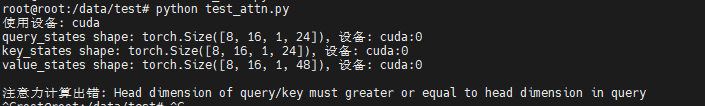 root@root:/data/test# python test_attn.py
使用设备: cuda
query_states shape: torch.Size([8, 16, 1, 24]), 设备: cuda:0
key_states shape: torch.Size([8, 16, 1, 24]), 设备: cuda:0
value_states shape: torch.Size([8, 16, 1, 48]), 设备: cuda:0
注意力计算出错: Head dimension of query/key must greater or equal to head dimension in query